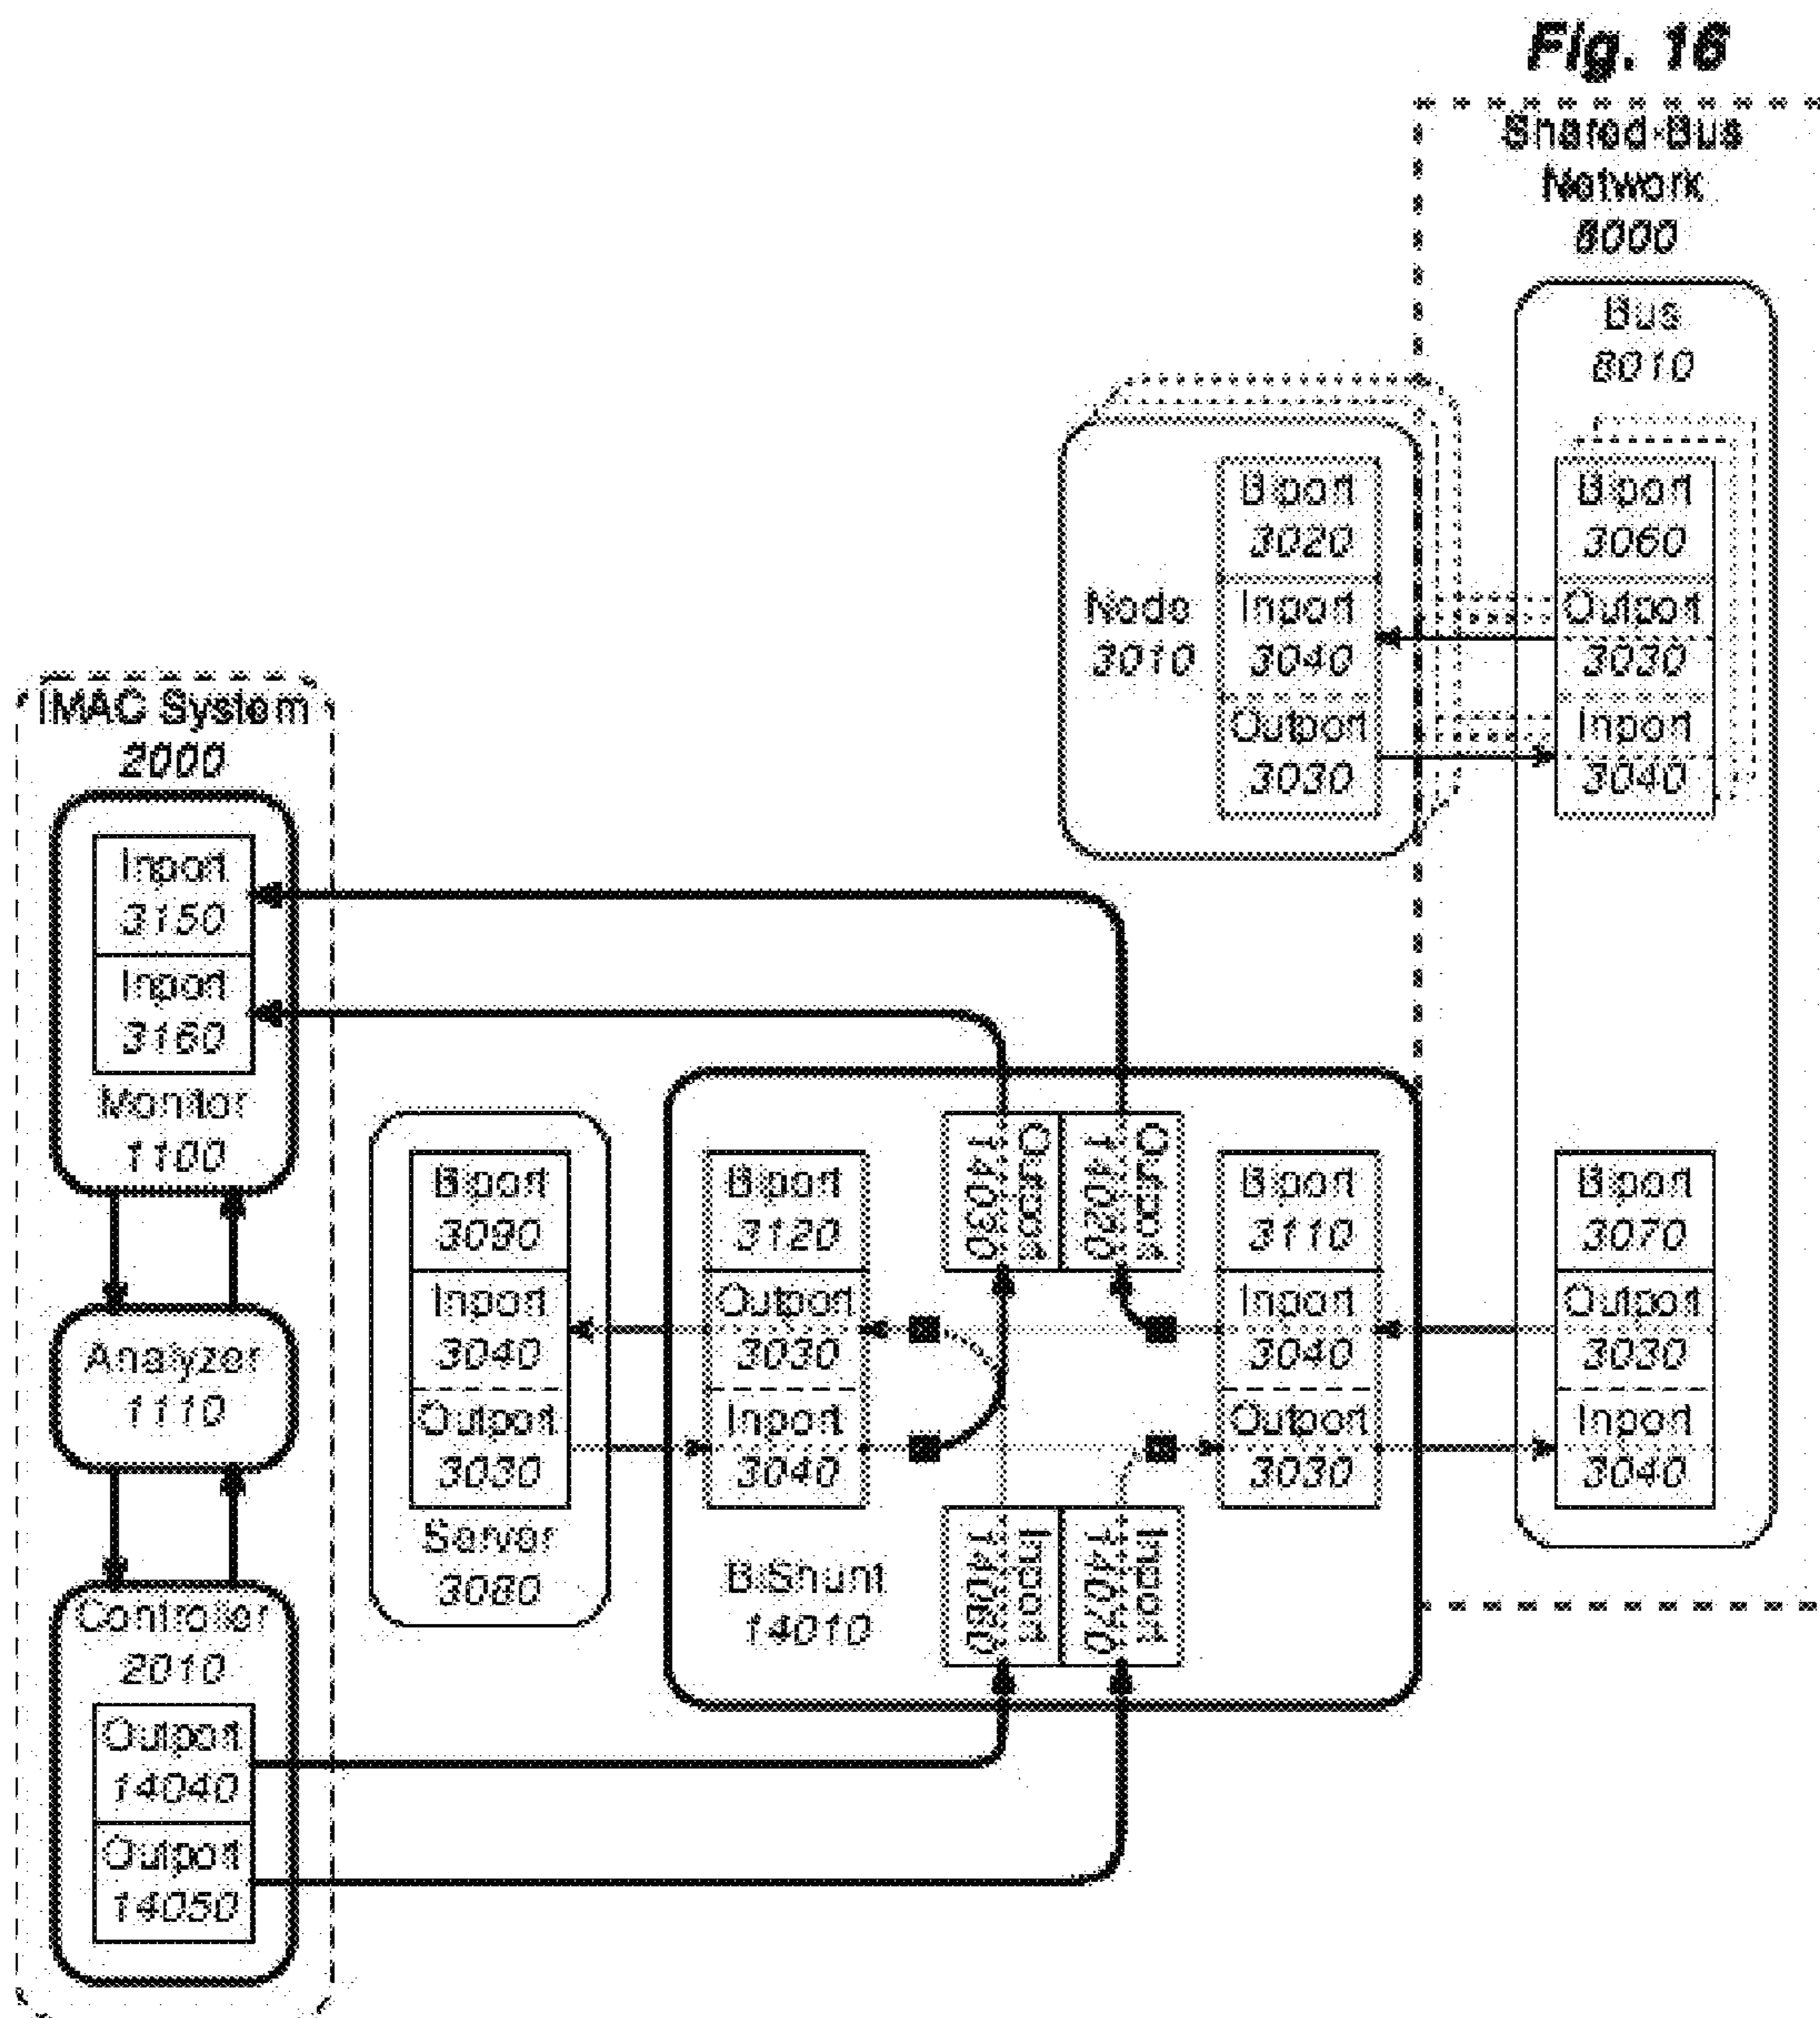 Fig. 16
Shared Bus
Network
8000
Bus
8010
Biport
3020
Inport
3040
Outport
3030
Node
3010
Biport
3060
Outport
3030
Inport
3040
IMAC System
2000
Inport
3150
Inport
3160
Monitor
1100
Analyzer
1110
Controller
2010
Outport
14040
Outport
14050
Biport
3090
Inport
3040
Outport
3030
Server
3080
Biport
3120
Outport
3030
Inport
3040
BiShunt
14010
Outport
14030
Outport
14020
Inport
14060
Inport
14070
Biport
3110
Inport
3040
Outport
3030
Biport
3070
Outport
3030
Inport
3040